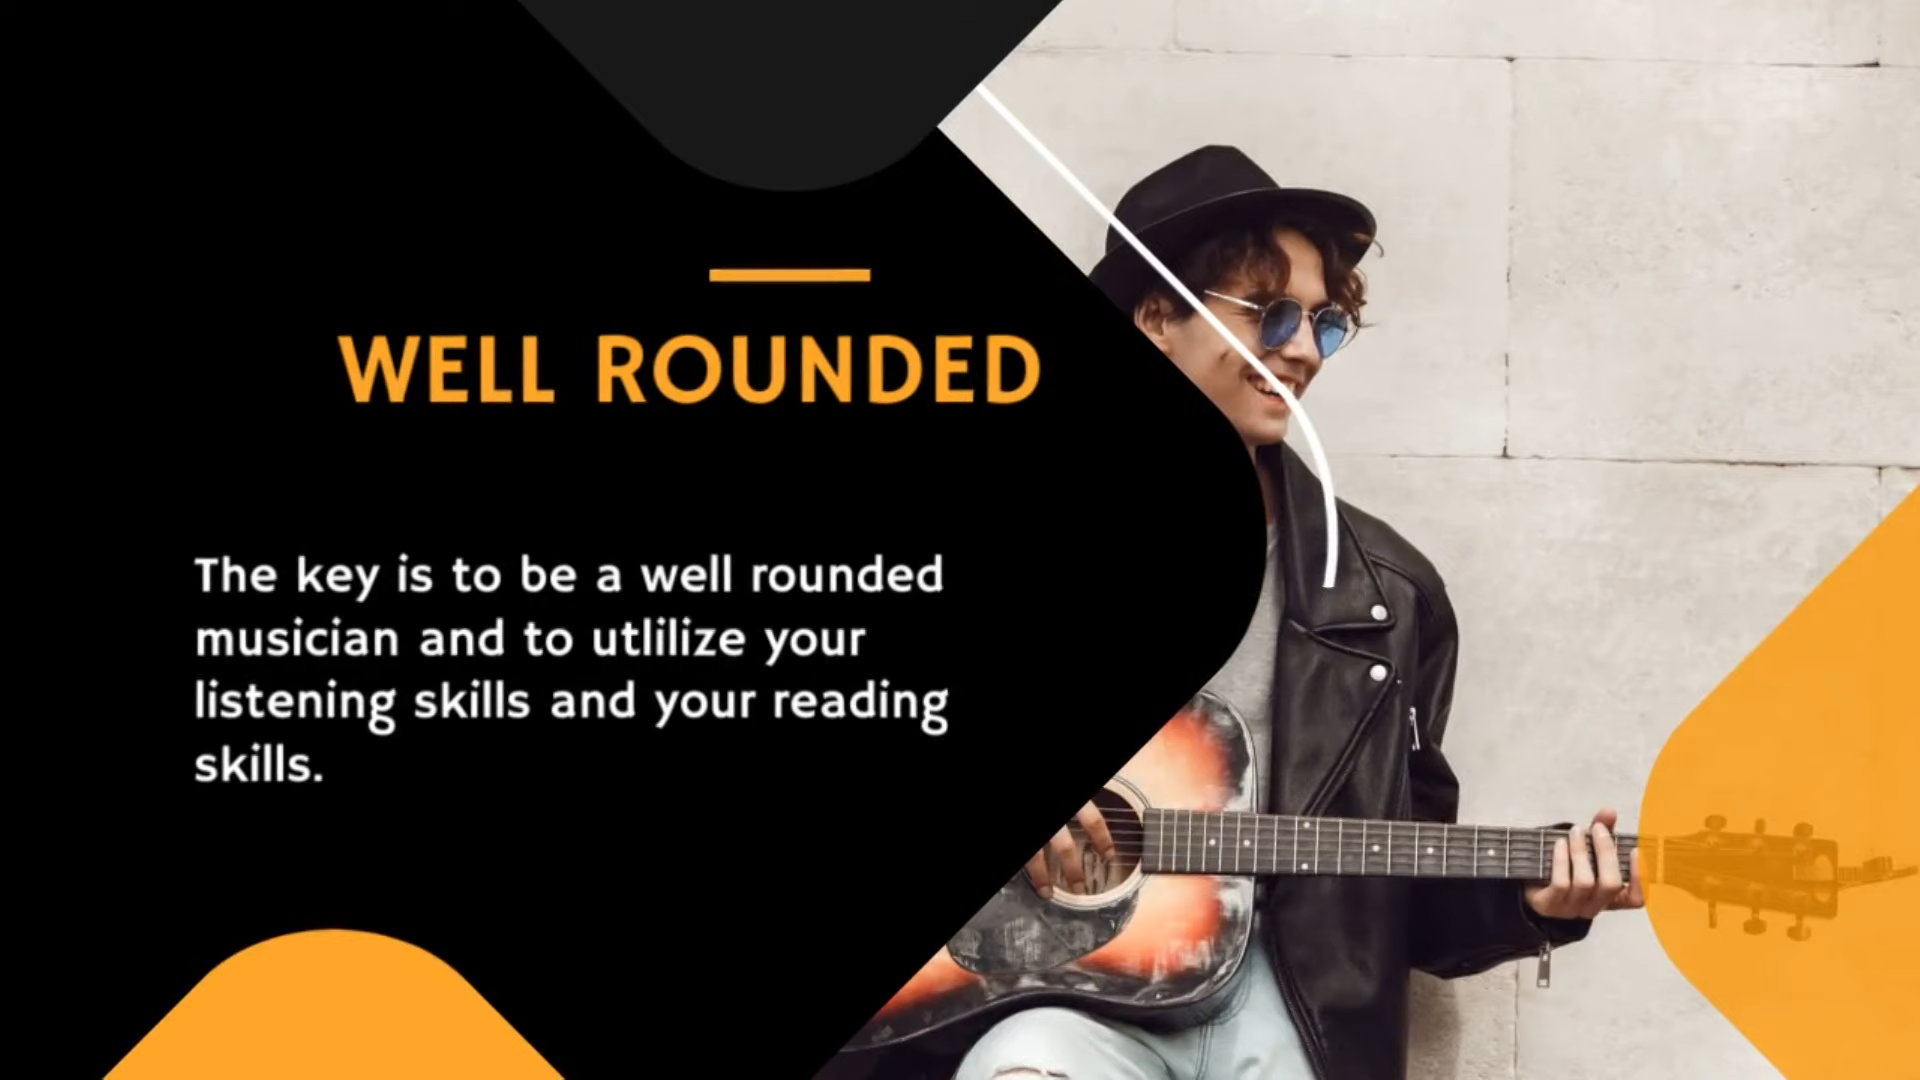 WELL ROUNDED
The key is to be a well rounded
musician and to utlilize your
listening skills and your reading
skills.